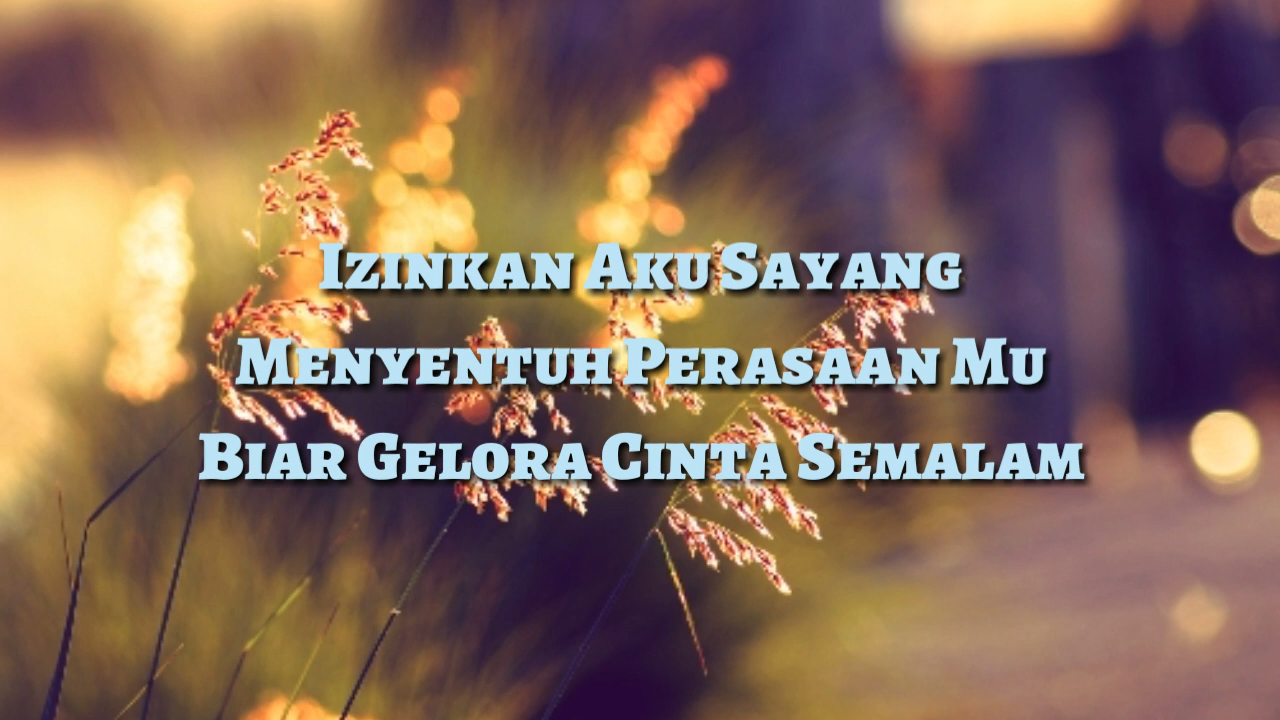 Izinkan Aku Sayang
Menyentuh Perasaan Mu
Biar Gelora Cinta Semalam